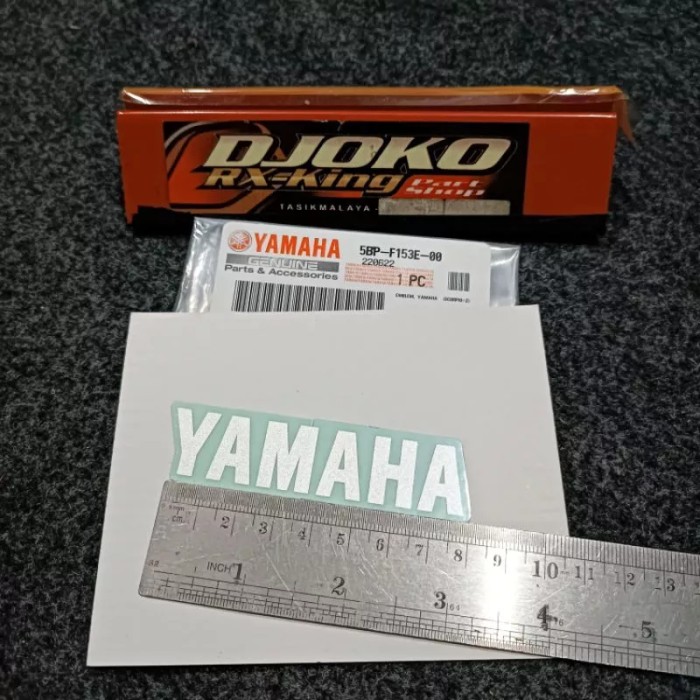 DJOKO
RX-King Part Shop
TASIKMALAYA -
YAMAHA 5BP-F153E-00
GENUINE 220622
Parts & Accessories 1 PC
YAMAHA
cm. 2 3 4 5 6 7 8 9 10 11 12 13
INCH 1 2 3 4 5